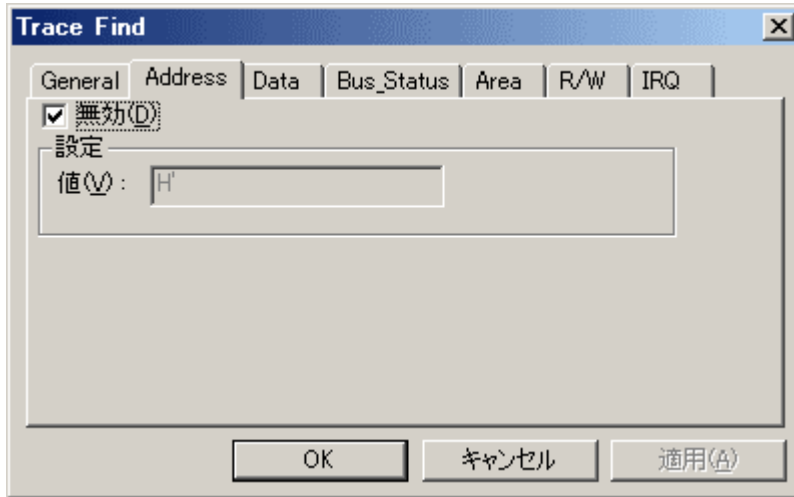 Trace Find
General Address Data Bus_Status Area R/W IRQ
無効(D)
設定
値(V): H'
OK キャンセル 適用(A)